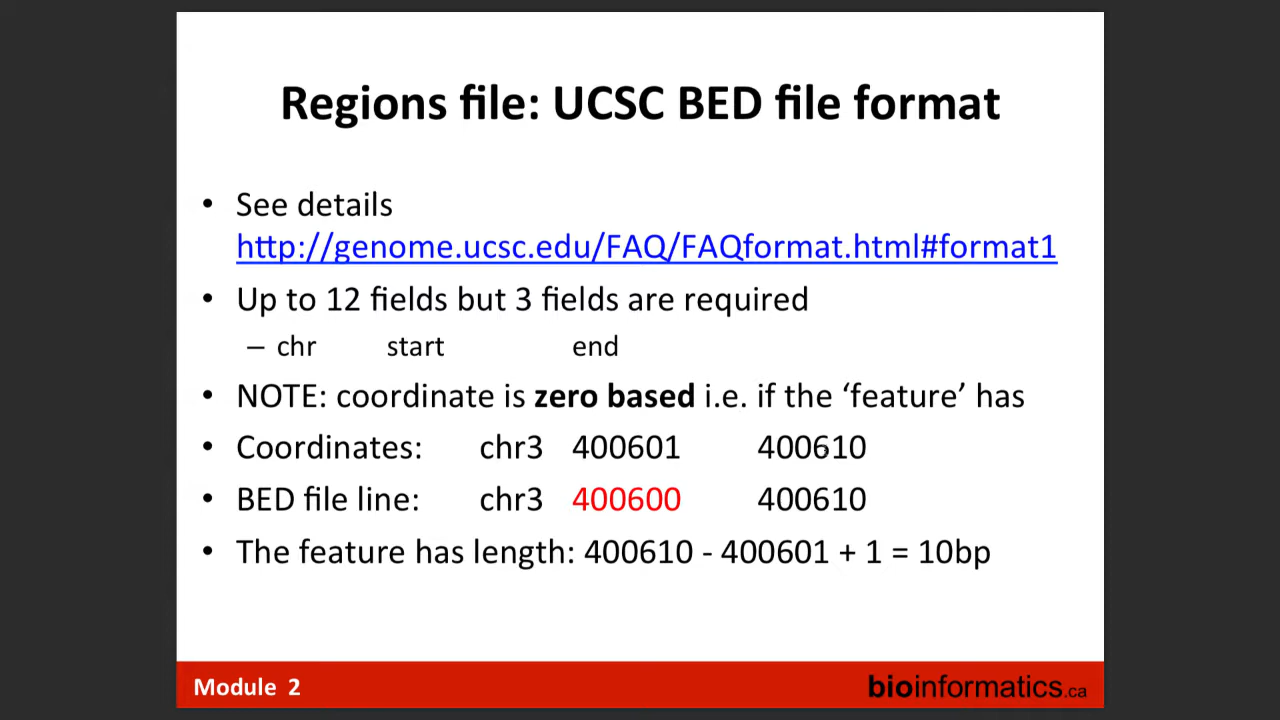 Regions file: UCSC BED file format
• See details
http://genome.ucsc.edu/FAQ/FAQformat.html#format1
• Up to 12 fields but 3 fields are required
– chr start end
• NOTE: coordinate is zero based i.e. if the ‘feature’ has
• Coordinates: chr3 400601 400610
• BED file line: chr3 400600 400610
• The feature has length: 400610 - 400601 + 1 = 10bp
Module 2 bioinformatics.ca